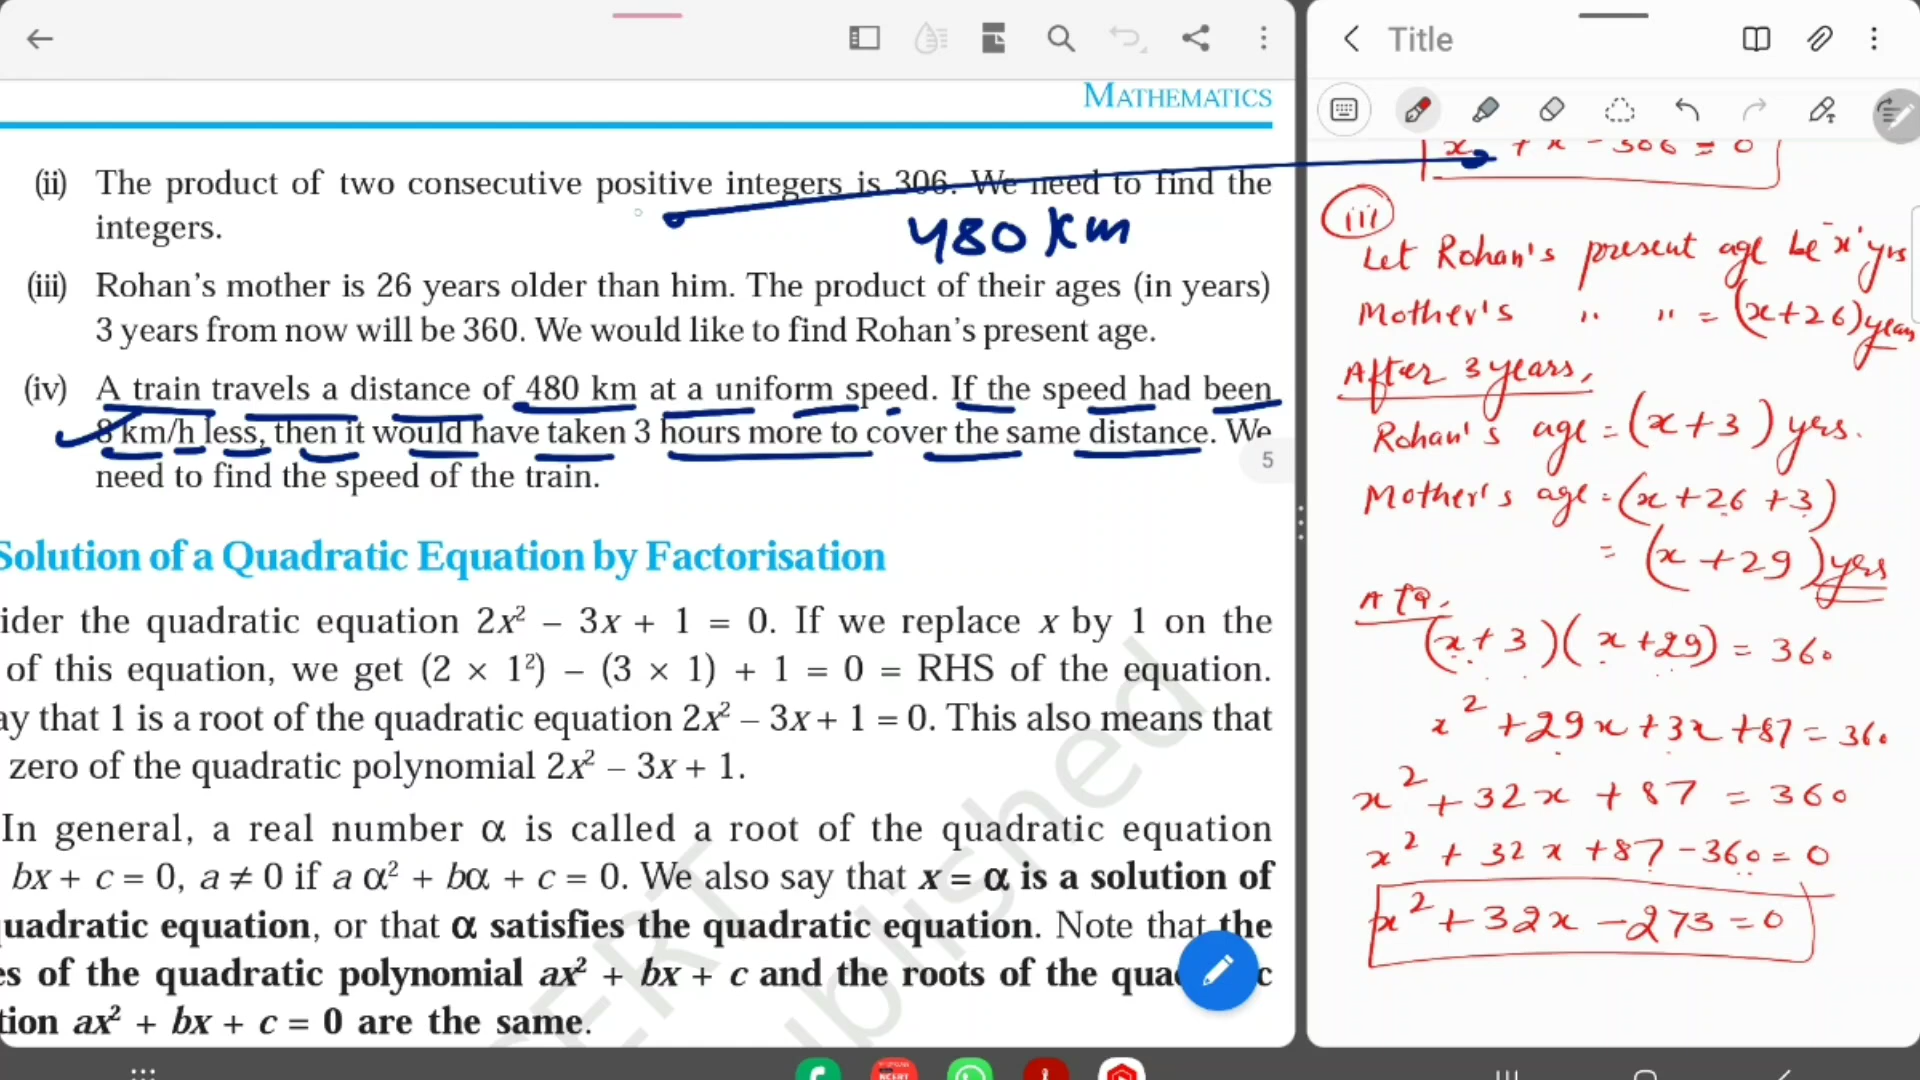 MATHEMATICS
(ii) The product of two consecutive positive integers is 306. We need to find the
integers.
480 km
(iii) Rohan's mother is 26 years older than him. The product of their ages (in years)
3 years from now will be 360. We would like to find Rohan's present age.
(iv) A train travels a distance of 480 km at a uniform speed. If the speed had been
8 km/h less, then it would have taken 3 hours more to cover the same distance. We
need to find the speed of the train.
5
Solution of a Quadratic Equation by Factorisation
ider the quadratic equation 2x² – 3x + 1 = 0. If we replace x by 1 on the
of this equation, we get (2 × 1²) – (3 × 1) + 1 = 0 = RHS of the equation.
ay that 1 is a root of the quadratic equation 2x² – 3x + 1 = 0. This also means that
zero of the quadratic polynomial 2x² – 3x + 1.
In general, a real number α is called a root of the quadratic equation
bx + c = 0, a ≠ 0 if a α² + bα + c = 0. We also say that x = α is a solution of
uadratic equation, or that α satisfies the quadratic equation. Note that the
es of the quadratic polynomial ax² + bx + c and the roots of the qua c
tion ax² + bx + c = 0 are the same.
blished
Title
x + x - 306 = 0
iii
Let Rohan's present age be 'x' yrs
Mother's " " = (x+26) years
After 3 years,
Rohan's age = (x+3) yrs.
Mother's age = (x+26+3)
= (x+29) yrs
ATQ,
(x+3)(x+29) = 360
x² + 29x + 3x + 87 = 360
x² + 32x + 87 = 360
x² + 32x + 87 - 360 = 0
x² + 32x - 273 = 0
NCERT